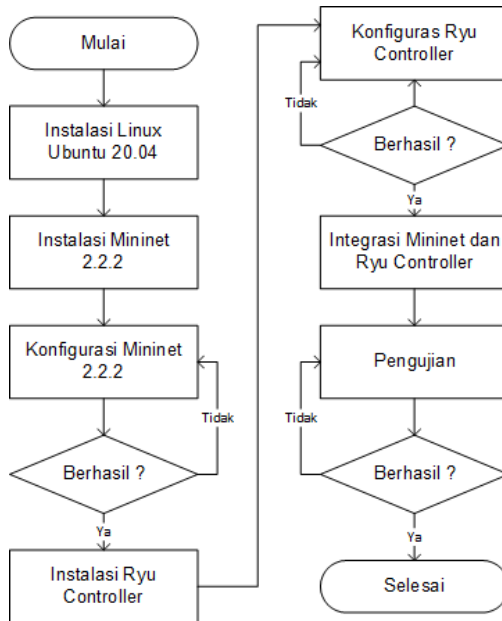 Mulai
Instalasi Linux
Ubuntu 20.04
Instalasi Mininet
2.2.2
Konfigurasi Mininet
2.2.2
Tidak
Berhasil ?
Ya
Instalasi Ryu
Controller
Konfiguras Ryu
Controller
Tidak
Berhasil ?
Ya
Integrasi Mininet dan
Ryu Controller
Pengujian
Tidak
Berhasil ?
Ya
Selesai